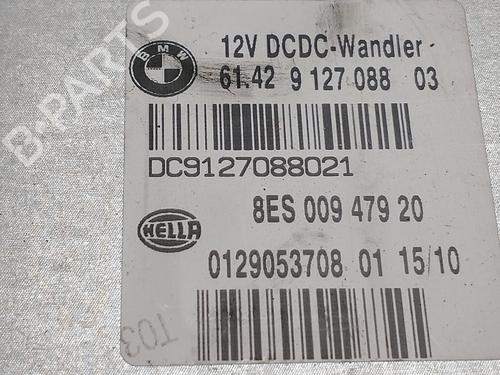 12V DCDC-Wandler
BMW
61.42 9 127 088 03
DC9127088021
8ES 009 479 20
HELLA
0129053708 01 15/10
T03
B-PARTS